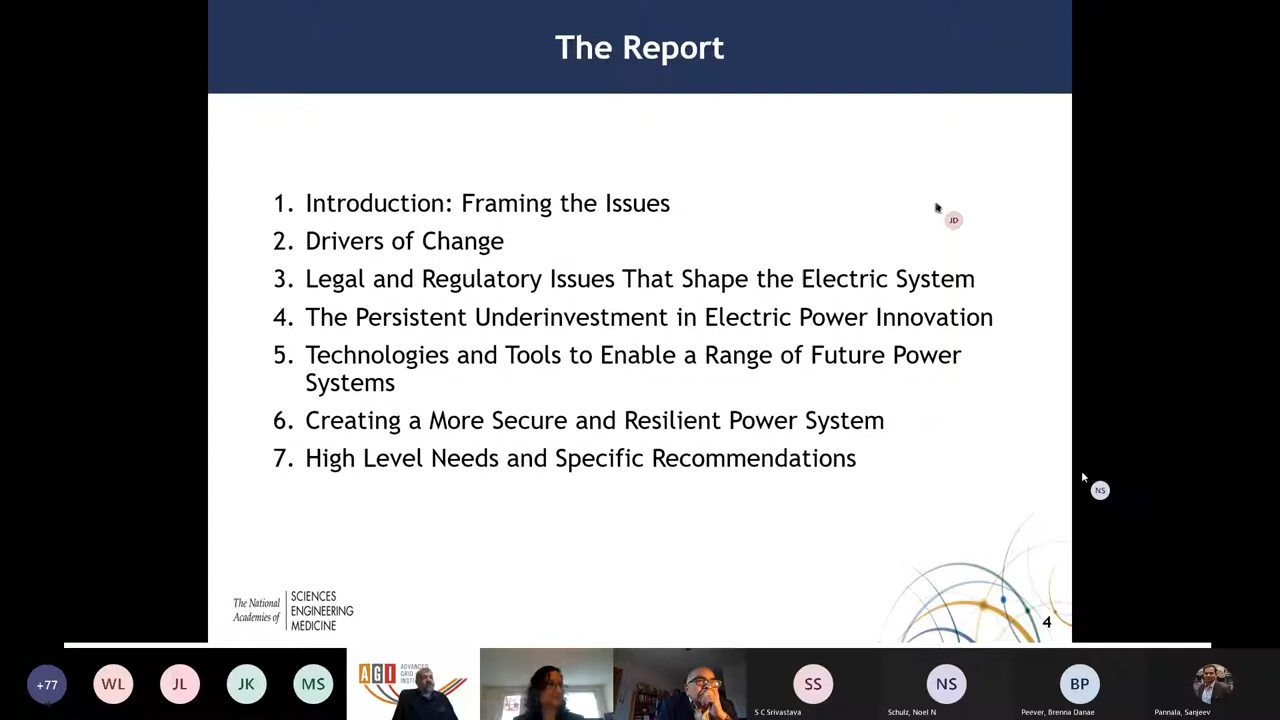 The Report
1. Introduction: Framing the Issues
JD
2. Drivers of Change
3. Legal and Regulatory Issues That Shape the Electric System
4. The Persistent Underinvestment in Electric Power Innovation
5. Technologies and Tools to Enable a Range of Future Power
Systems
6. Creating a More Secure and Resilient Power System
7. High Level Needs and Specific Recommendations
NS
The National
Academies of
SCIENCES
ENGINEERING
MEDICINE
4
+77
WL
JL
JK
MS
AGI
ADVANCED
GRID
SS
NS
BP
S C Srivastava
Schulz, Noel N
Peever, Brenna Danae
Pannala, Sanjeev